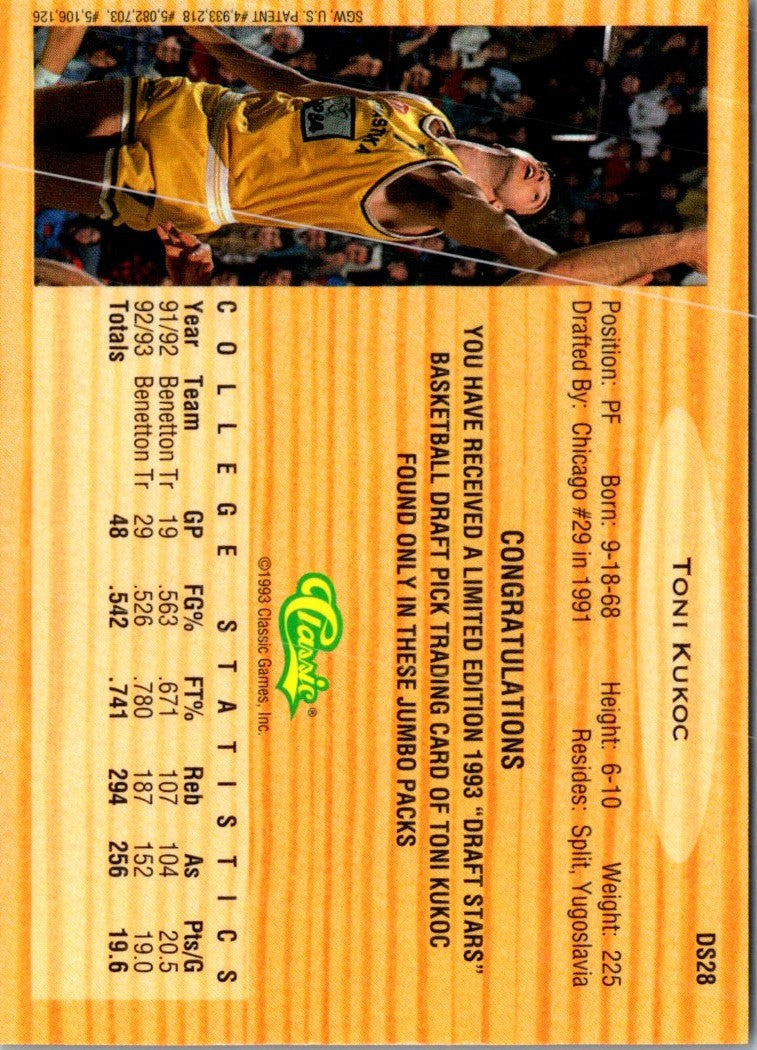 DS28
TONI KUKOC
Position: PF Born: 9-18-68 Height: 6-10 Weight: 225
Drafted By: Chicago #29 in 1991 Resides: Split, Yugoslavia
CONGRATULATIONS
YOU HAVE RECEIVED A LIMITED EDITION 1993 "DRAFT STARS"
BASKETBALL DRAFT PICK TRADING CARD OF TONI KUKOC
FOUND ONLY IN THESE JUMBO PACKS
Classic®
©1993 Classic Games, Inc.
COLLEGE STATISTICS
Year Team GP FG% FT% Reb As Pts/G
91/92 Benetton Tr 19 .563 .671 107 104 20.5
92/93 Benetton Tr 29 .526 .780 187 152 19.0
Totals 48 .542 .741 294 256 19.6
SGW, U.S. PATENT #4,933,218 #5,082,703, #5,106,126